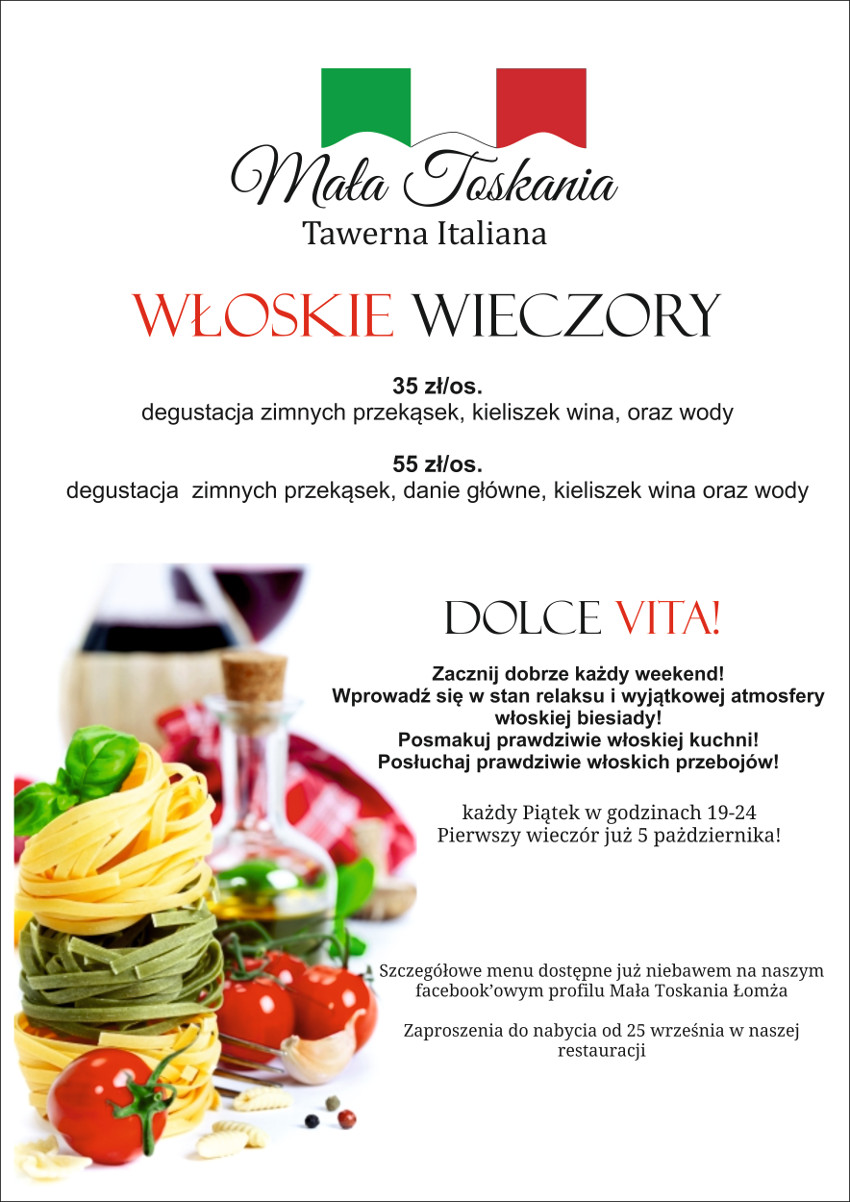 Mała Toskania
Tawerna Italiana
WŁOSKIE WIECZORY
35 zł/os.
degustacja zimnych przekąsek, kieliszek wina, oraz wody
55 zł/os.
degustacja  zimnych przekąsek, danie główne, kieliszek wina oraz wody
DOLCE VITA!
Zacznij dobrze każdy weekend!
Wprowadź się w stan relaksu i wyjątkowej atmosfery
włoskiej biesiady!
Posmakuj prawdziwie włoskiej kuchni!
Posłuchaj prawdziwie włoskich przebojów!
każdy Piątek w godzinach 19-24
Pierwszy wieczór już 5 pażdziernika!
Szczegółowe menu dostępne już niebawem na naszym
facebook’owym profilu Mała Toskania Łomża
Zaproszenia do nabycia od 25 września w naszej
restauracji